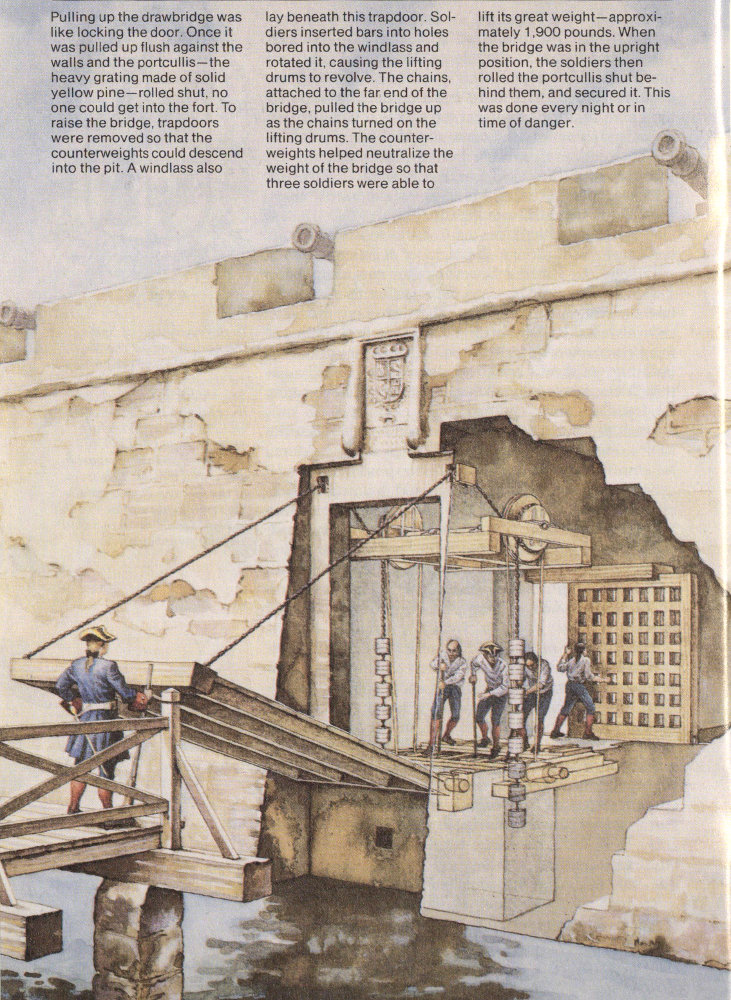 Pulling up the drawbridge was
like locking the door. Once it
was pulled up flush against the
walls and the portcullis—the
heavy grating made of solid
yellow pine—rolled shut, no
one could get into the fort. To
raise the bridge, trapdoors
were removed so that the
counterweights could descend
into the pit. A windlass also
lay beneath this trapdoor. Sol-
diers inserted bars into holes
bored into the windlass and
rotated it, causing the lifting
drums to revolve. The chains,
attached to the far end of the
bridge, pulled the bridge up
as the chains turned on the
lifting drums. The counter-
weights helped neutralize the
weight of the bridge so that
three soldiers were able to
lift its great weight—approxi-
mately 1,900 pounds. When
the bridge was in the upright
position, the soldiers then
rolled the portcullis shut be-
hind them, and secured it. This
was done every night or in
time of danger.